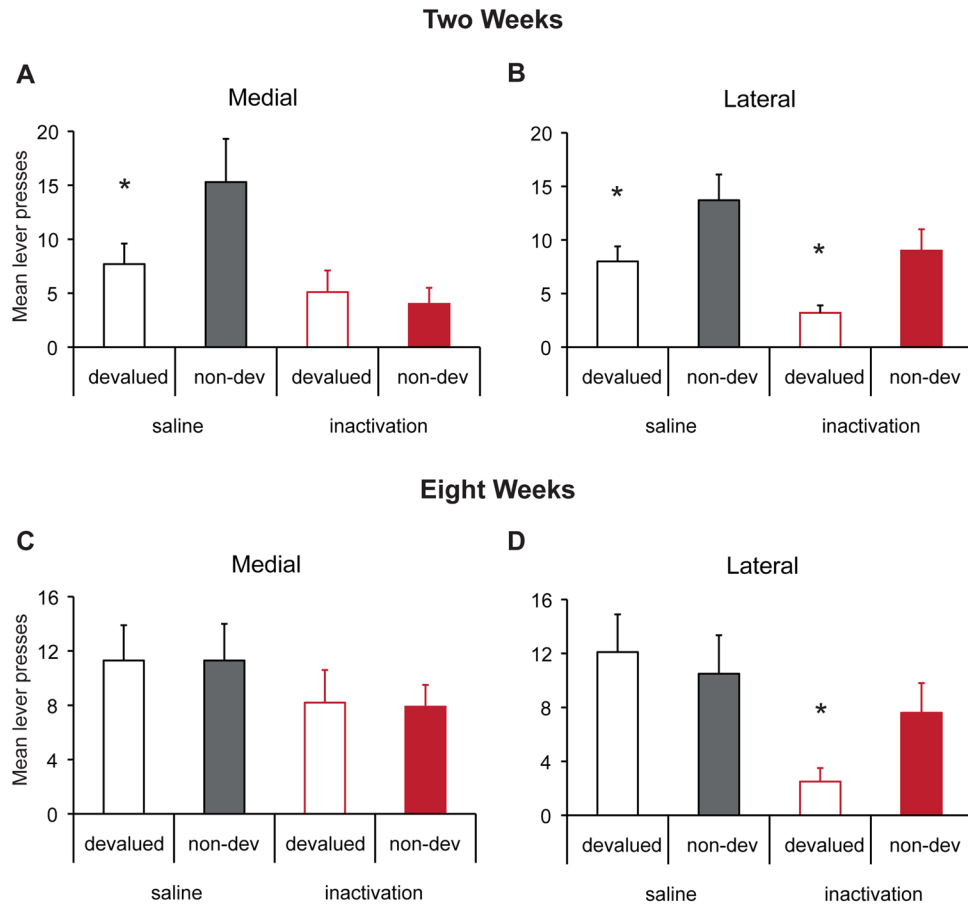 Two Weeks
A
Medial
Mean lever presses
20
15
10
5
0
*
devalued non-dev devalued non-dev
saline inactivation
B
Lateral
20
15
10
5
0
*
*
devalued non-dev devalued non-dev
saline inactivation
Eight Weeks
C
Medial
Mean lever presses
16
12
8
4
0
devalued non-dev devalued non-dev
saline inactivation
D
Lateral
16
12
8
4
0
*
devalued non-dev devalued non-dev
saline inactivation